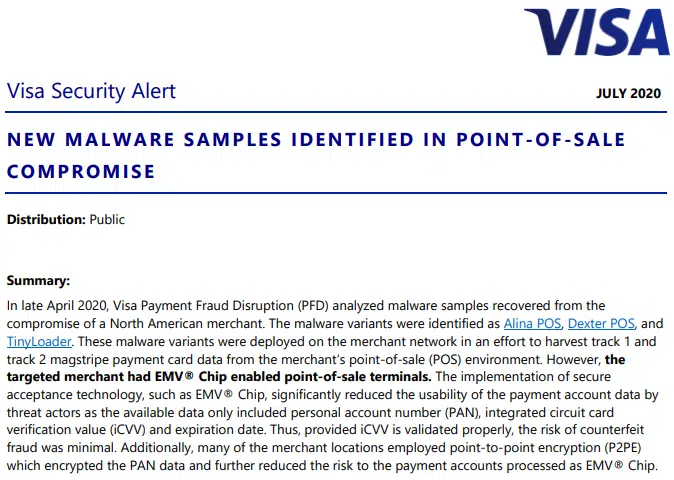 VISA
Visa Security Alert
JULY 2020
NEW MALWARE SAMPLES IDENTIFIED IN POINT-OF-SALE
COMPROMISE
Distribution: Public
Summary:
In late April 2020, Visa Payment Fraud Disruption (PFD) analyzed malware samples recovered from the
compromise of a North American merchant. The malware variants were identified as Alina POS, Dexter POS, and
TinyLoader. These malware variants were deployed on the merchant network in an effort to harvest track 1 and
track 2 magstripe payment card data from the merchant's point-of-sale (POS) environment. However, the
targeted merchant had EMV® Chip enabled point-of-sale terminals. The implementation of secure
acceptance technology, such as EMV® Chip, significantly reduced the usability of the payment account data by
threat actors as the available data only included personal account number (PAN), integrated circuit card
verification value (iCVV) and expiration date. Thus, provided iCVV is validated properly, the risk of counterfeit
fraud was minimal. Additionally, many of the merchant locations employed point-to-point encryption (P2PE)
which encrypted the PAN data and further reduced the risk to the payment accounts processed as EMV® Chip.